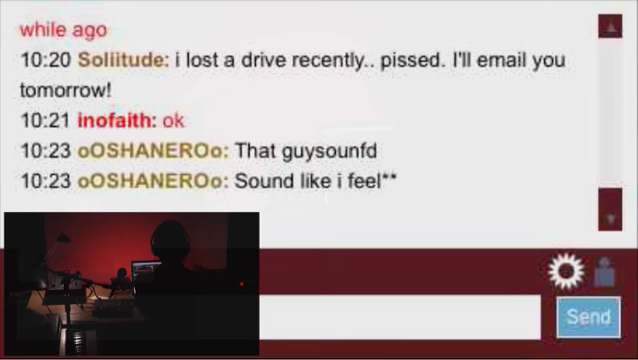 while ago
10:20 Soliitude: i lost a drive recently.. pissed. I'll email you
tomorrow!
10:21 inofaith: ok
10:23 oOSHANEROo: That guysounfd
10:23 oOSHANEROo: Sound like i feel**
Send